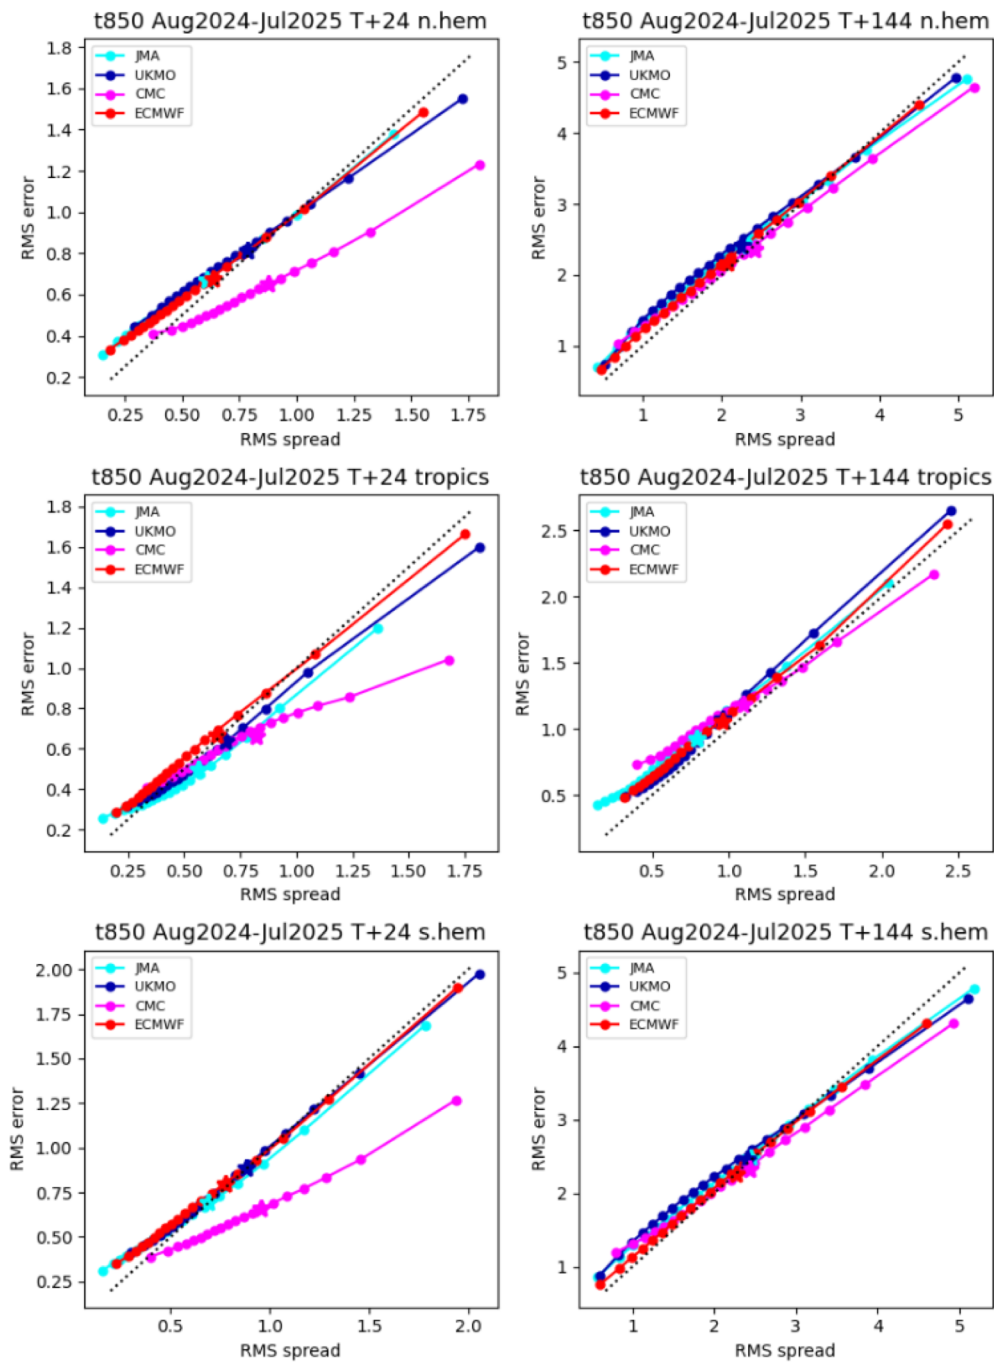 t850 Aug2024-Jul2025 T+24 n.hem
1.8
1.6
1.4
1.2
1.0
0.8
0.6
0.4
0.2
RMS error
JMA
UKMO
CMC
ECMWF
0.25 0.50 0.75 1.00 1.25 1.50 1.75
RMS spread
t850 Aug2024-Jul2025 T+144 n.hem
5
4
3
2
1
RMS error
JMA
UKMO
CMC
ECMWF
1 2 3 4 5
RMS spread
t850 Aug2024-Jul2025 T+24 tropics
1.8
1.6
1.4
1.2
1.0
0.8
0.6
0.4
0.2
RMS error
JMA
UKMO
CMC
ECMWF
0.25 0.50 0.75 1.00 1.25 1.50 1.75
RMS spread
t850 Aug2024-Jul2025 T+144 tropics
2.5
2.0
1.5
1.0
0.5
RMS error
JMA
UKMO
CMC
ECMWF
0.5 1.0 1.5 2.0 2.5
RMS spread
t850 Aug2024-Jul2025 T+24 s.hem
2.00
1.75
1.50
1.25
1.00
0.75
0.50
0.25
RMS error
JMA
UKMO
CMC
ECMWF
0.5 1.0 1.5 2.0
RMS spread
t850 Aug2024-Jul2025 T+144 s.hem
5
4
3
2
1
RMS error
JMA
UKMO
CMC
ECMWF
1 2 3 4 5
RMS spread